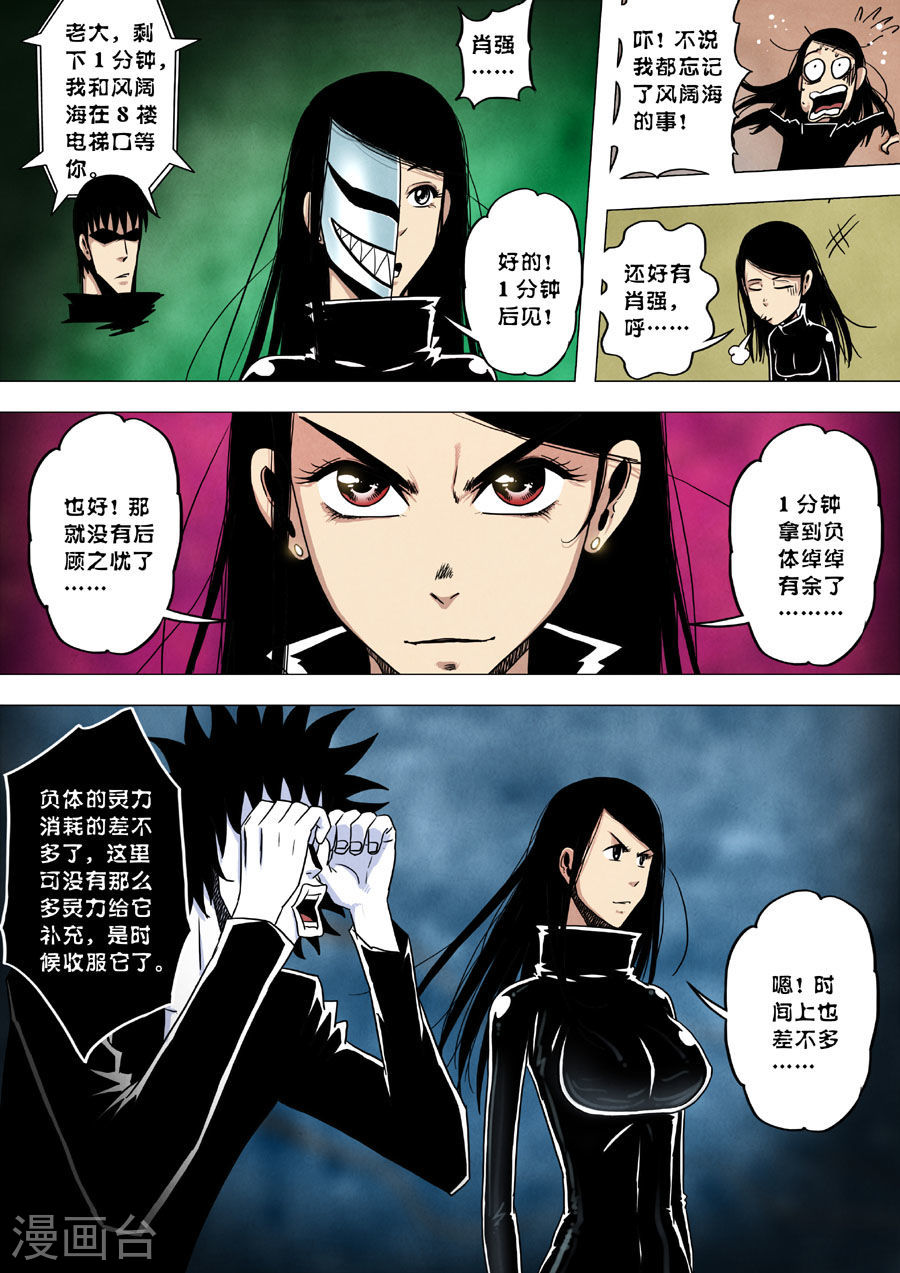 老大，剩
下1分钟，
我和风阔
海在8楼
电梯口等
你。
肖强
……
好的！
1分钟
后见！
吓！不说
我都忘记
了风阔海
的事！
还好有
肖强，
呼……
也好！那
就没有后
顾之忧了
……
1分钟
拿到负
体绰绰
有余了
………
负体的灵力
消耗的差不
多了，这里
可没有那么
多灵力给它
补充，是时
候收服它了。
嗯！时
间上也
差不多
……
漫画台